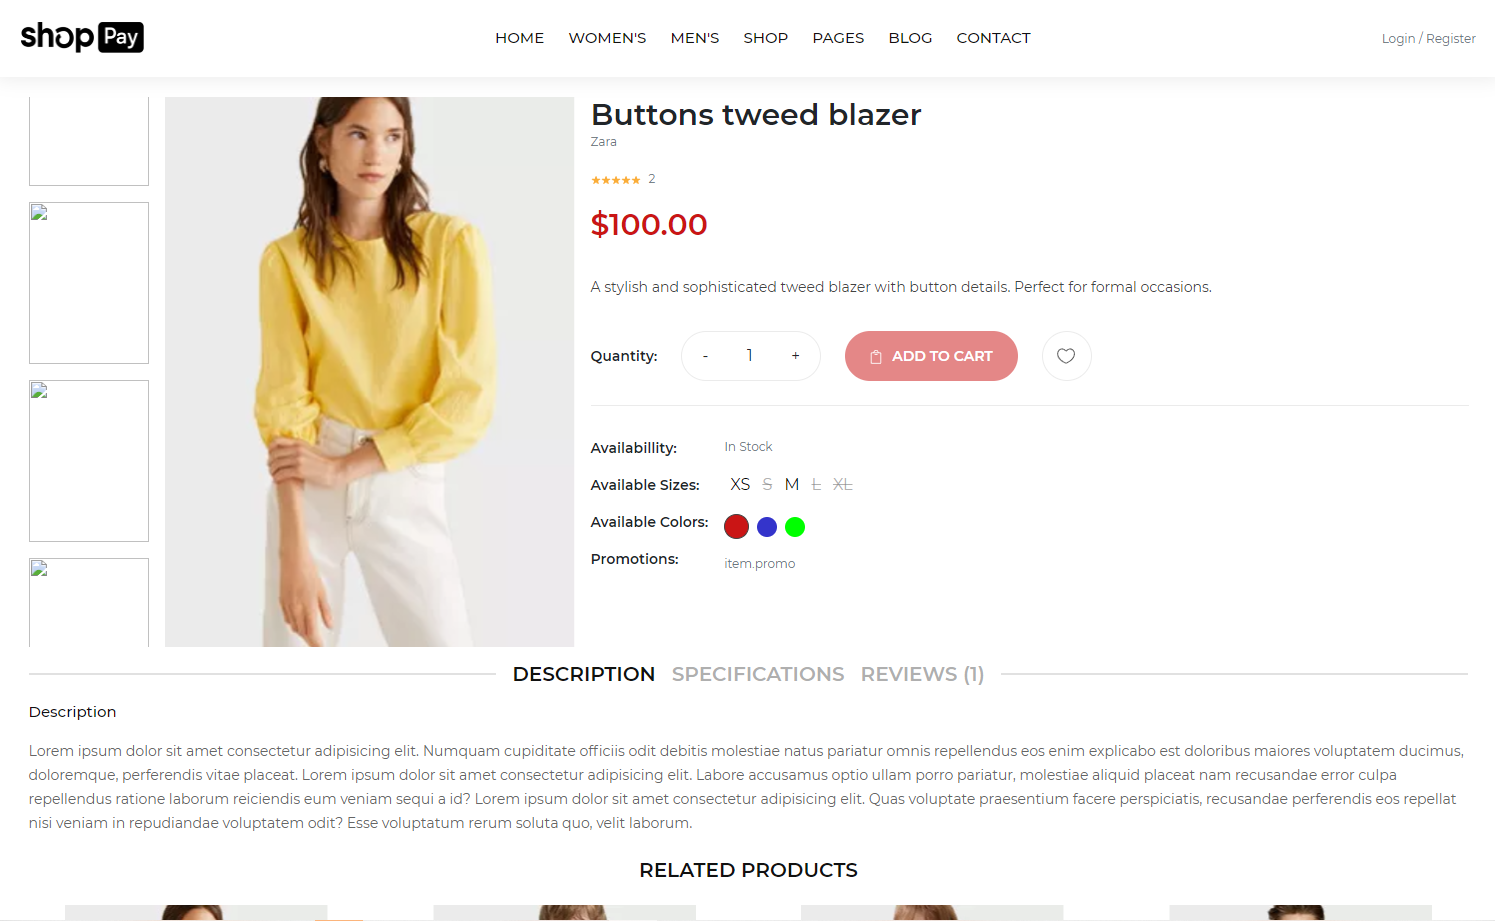 shop Pay
HOME WOMEN'S MEN'S SHOP PAGES BLOG CONTACT
Login / Register
Buttons tweed blazer
Zara
★★★★★ 2
$100.00
A stylish and sophisticated tweed blazer with button details. Perfect for formal occasions.
Quantity: - 1 + ADD TO CART
Availabillity: In Stock
Available Sizes: XS S M L XL
Available Colors:
Promotions: item.promo
DESCRIPTION SPECIFICATIONS REVIEWS (1)
Description
Lorem ipsum dolor sit amet consectetur adipisicing elit. Numquam cupiditate officiis odit debitis molestiae natus pariatur omnis repellendus eos enim explicabo est doloribus maiores voluptatem ducimus,
doloremque, perferendis vitae placeat. Lorem ipsum dolor sit amet consectetur adipisicing elit. Labore accusamus optio ullam porro pariatur, molestiae aliquid placeat nam recusandae error culpa
repellendus ratione laborum reiciendis eum veniam sequi a id? Lorem ipsum dolor sit amet consectetur adipisicing elit. Quas voluptate praesentium facere perspiciatis, recusandae perferendis eos repellat
nisi veniam in repudiandae voluptatem odit? Esse voluptatum rerum soluta quo, velit laborum.
RELATED PRODUCTS